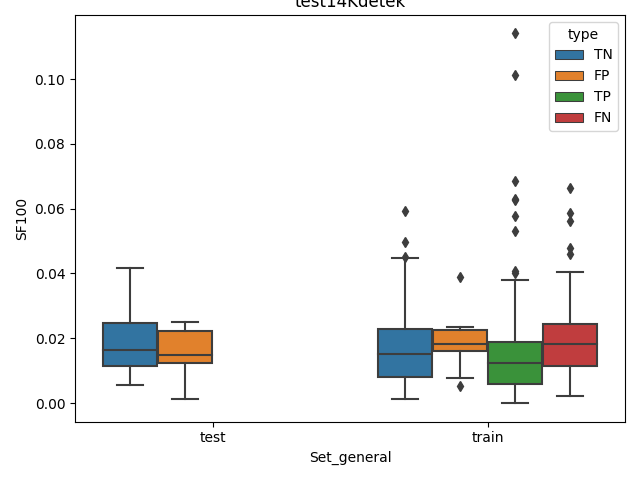 test14Kdetek
type
TN
FP
TP
FN
0.10
0.08
0.06
0.04
0.02
0.00
SF100
test
train
Set_general